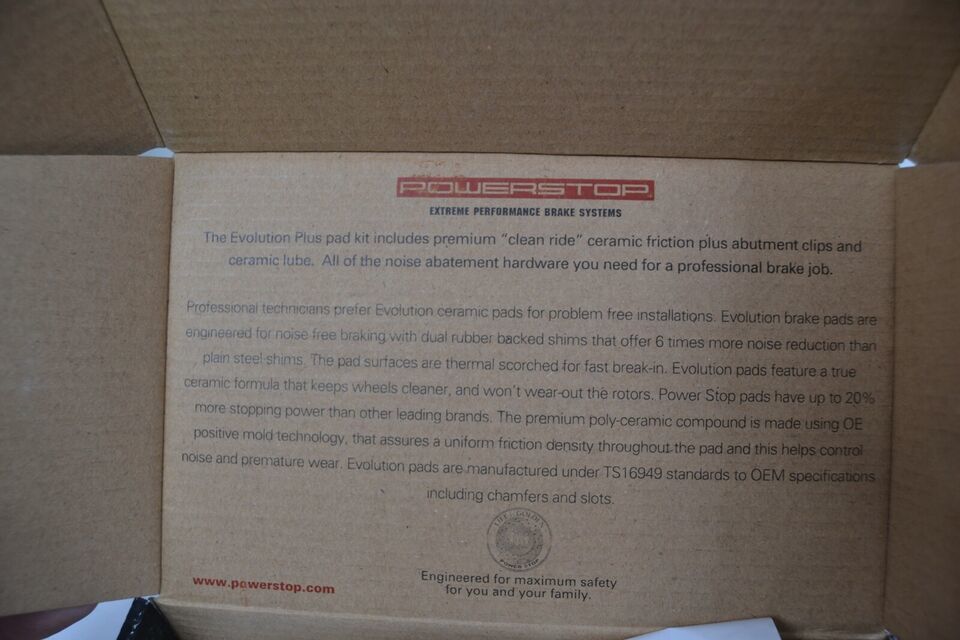 POWERSTOP
EXTREME PERFORMANCE BRAKE SYSTEMS
The Evolution Plus pad kit includes premium “clean ride” ceramic friction plus abutment clips and
ceramic lube. All of the noise abatement hardware you need for a professional brake job.
Professional technicians prefer Evolution ceramic pads for problem free installations. Evolution brake pads are
engineered for noise free braking with dual rubber backed shims that offer 6 times more noise reduction than
plain steel shims. The pad surfaces are thermal scorched for fast break-in. Evolution pads feature a true
ceramic formula that keeps wheels cleaner, and won’t wear-out the rotors. Power Stop pads have up to 20%
more stopping power than other leading brands. The premium poly-ceramic compound is made using OE
positive mold technology, that assures a uniform friction density throughout the pad and this helps control
noise and premature wear. Evolution pads are manufactured under TS16949 standards to OEM specifications
including chamfers and slots.
THE GOLDEN
POWER STOP
www.powerstop.com
Engineered for maximum safety
for you and your family.